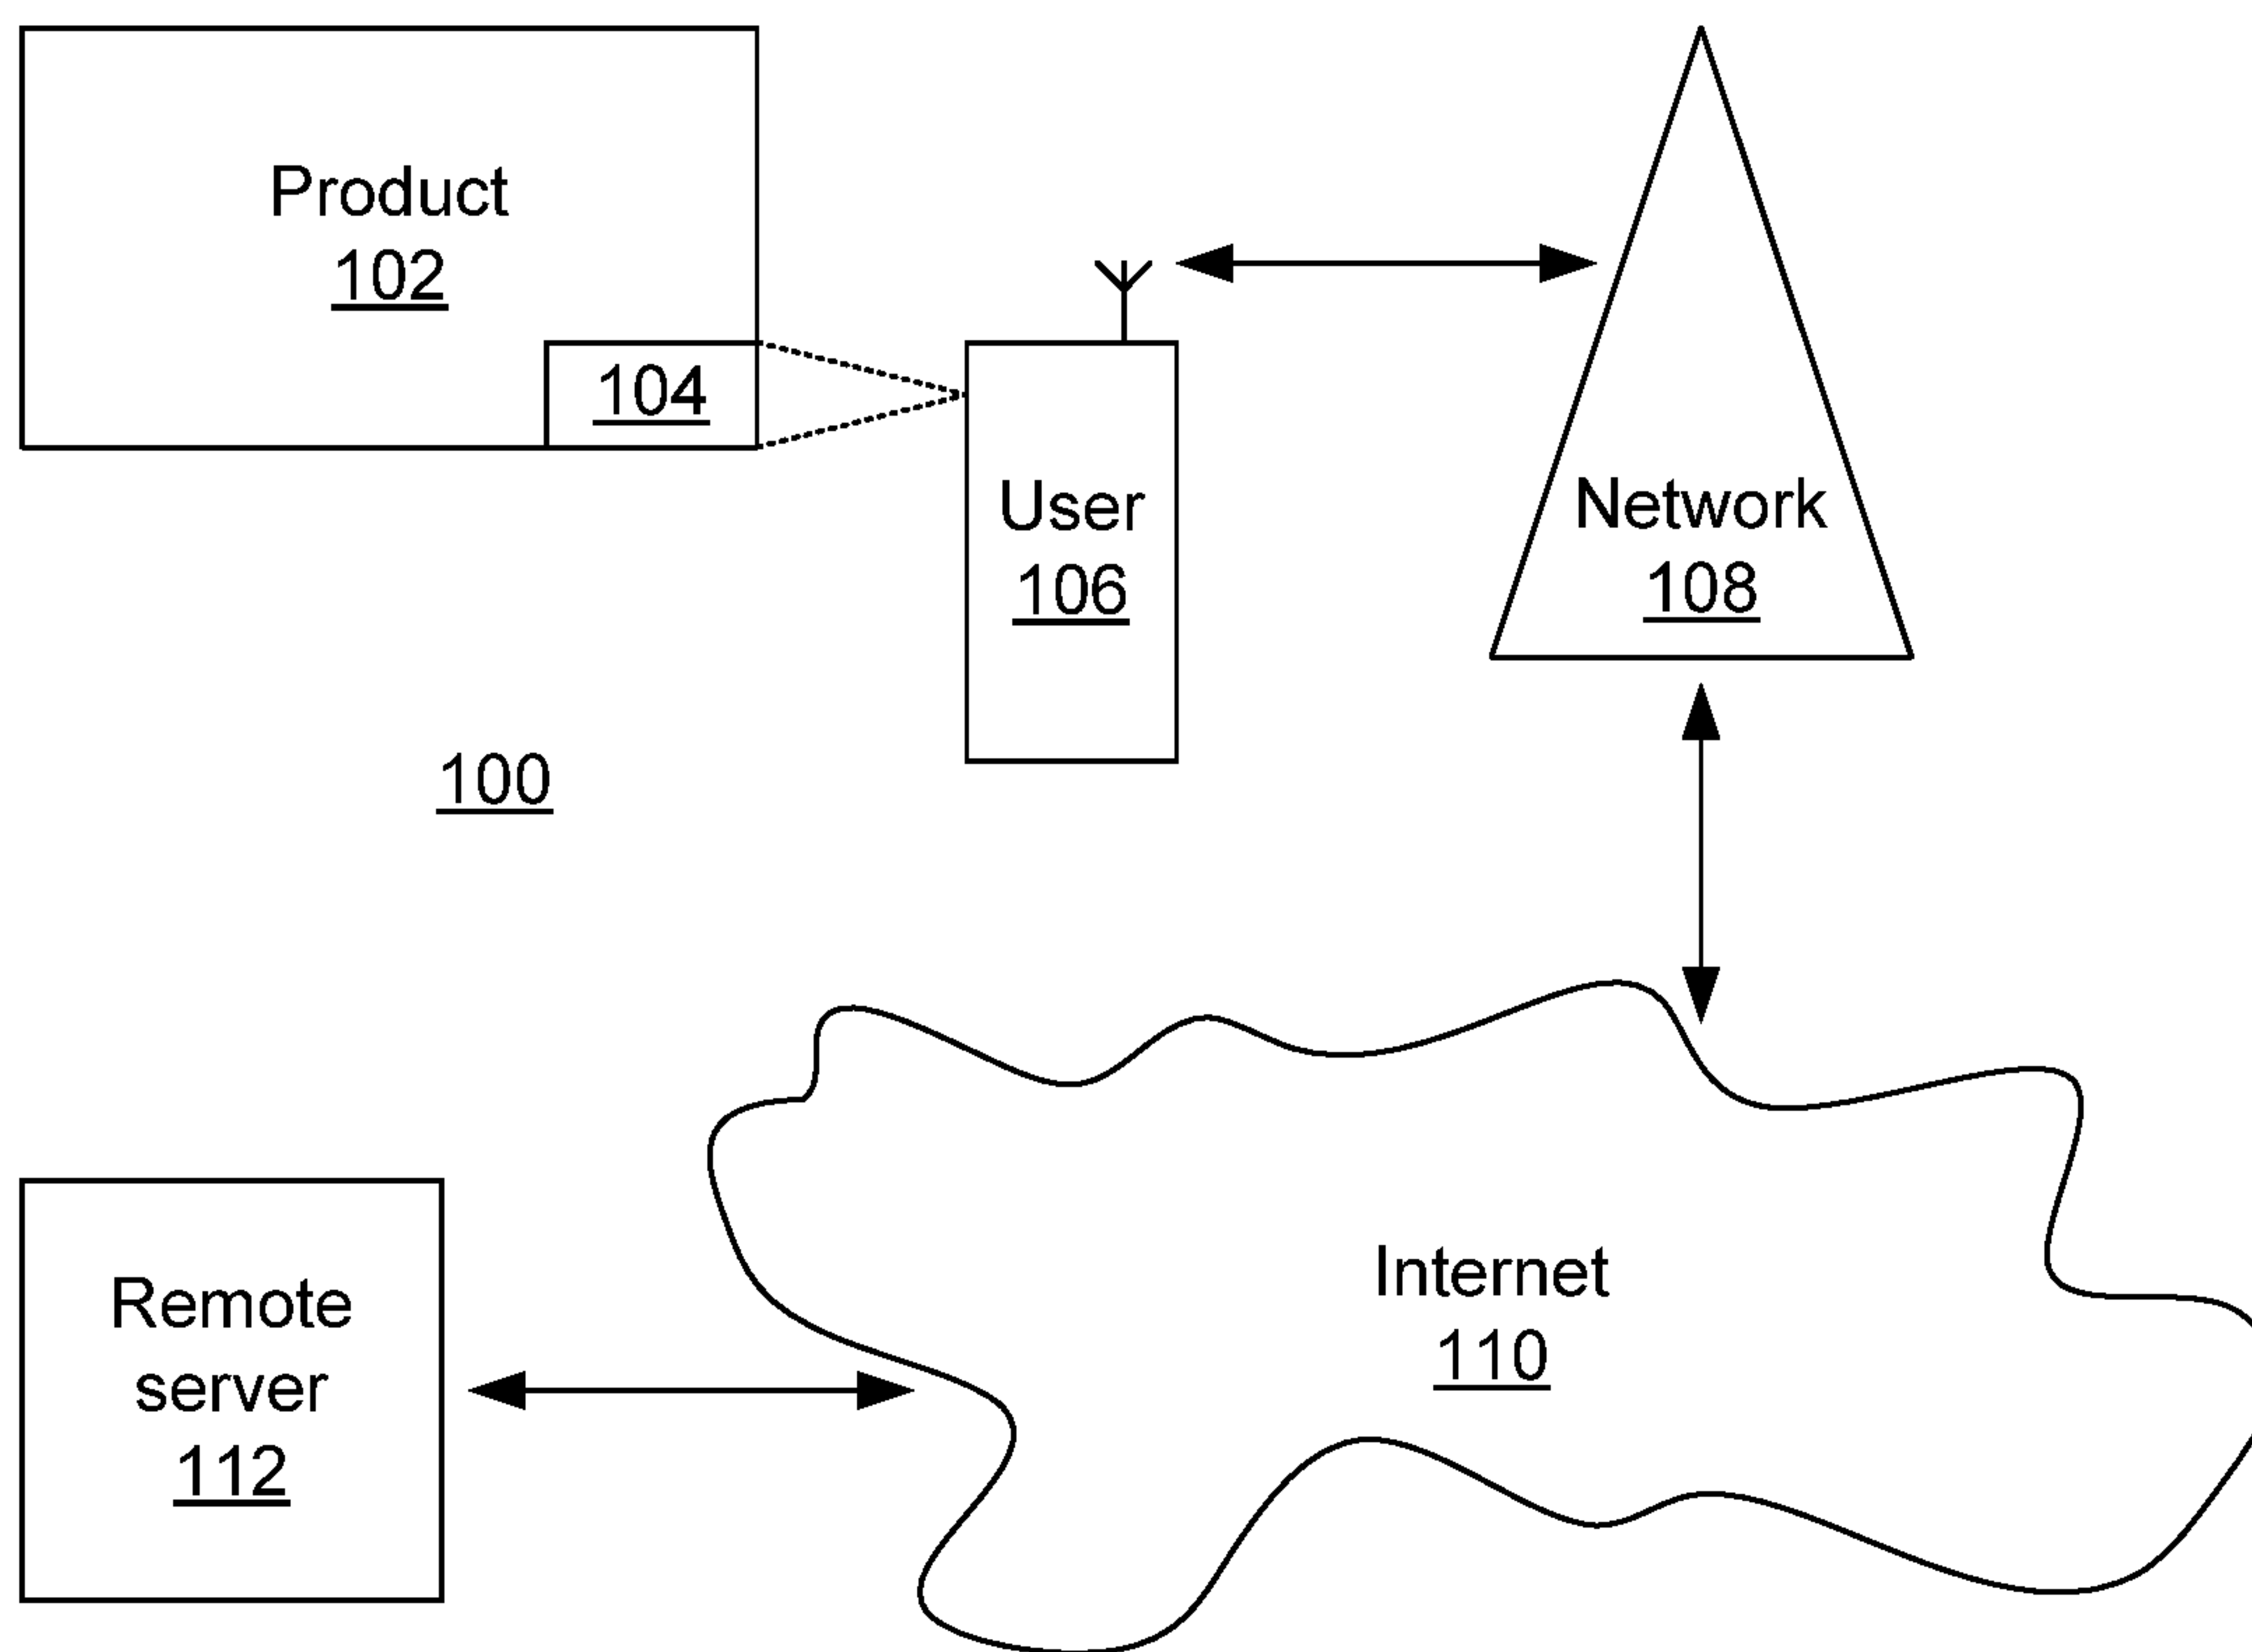 Product
102
104
User
106
Network
108
100
Internet
110
Remote
server
112